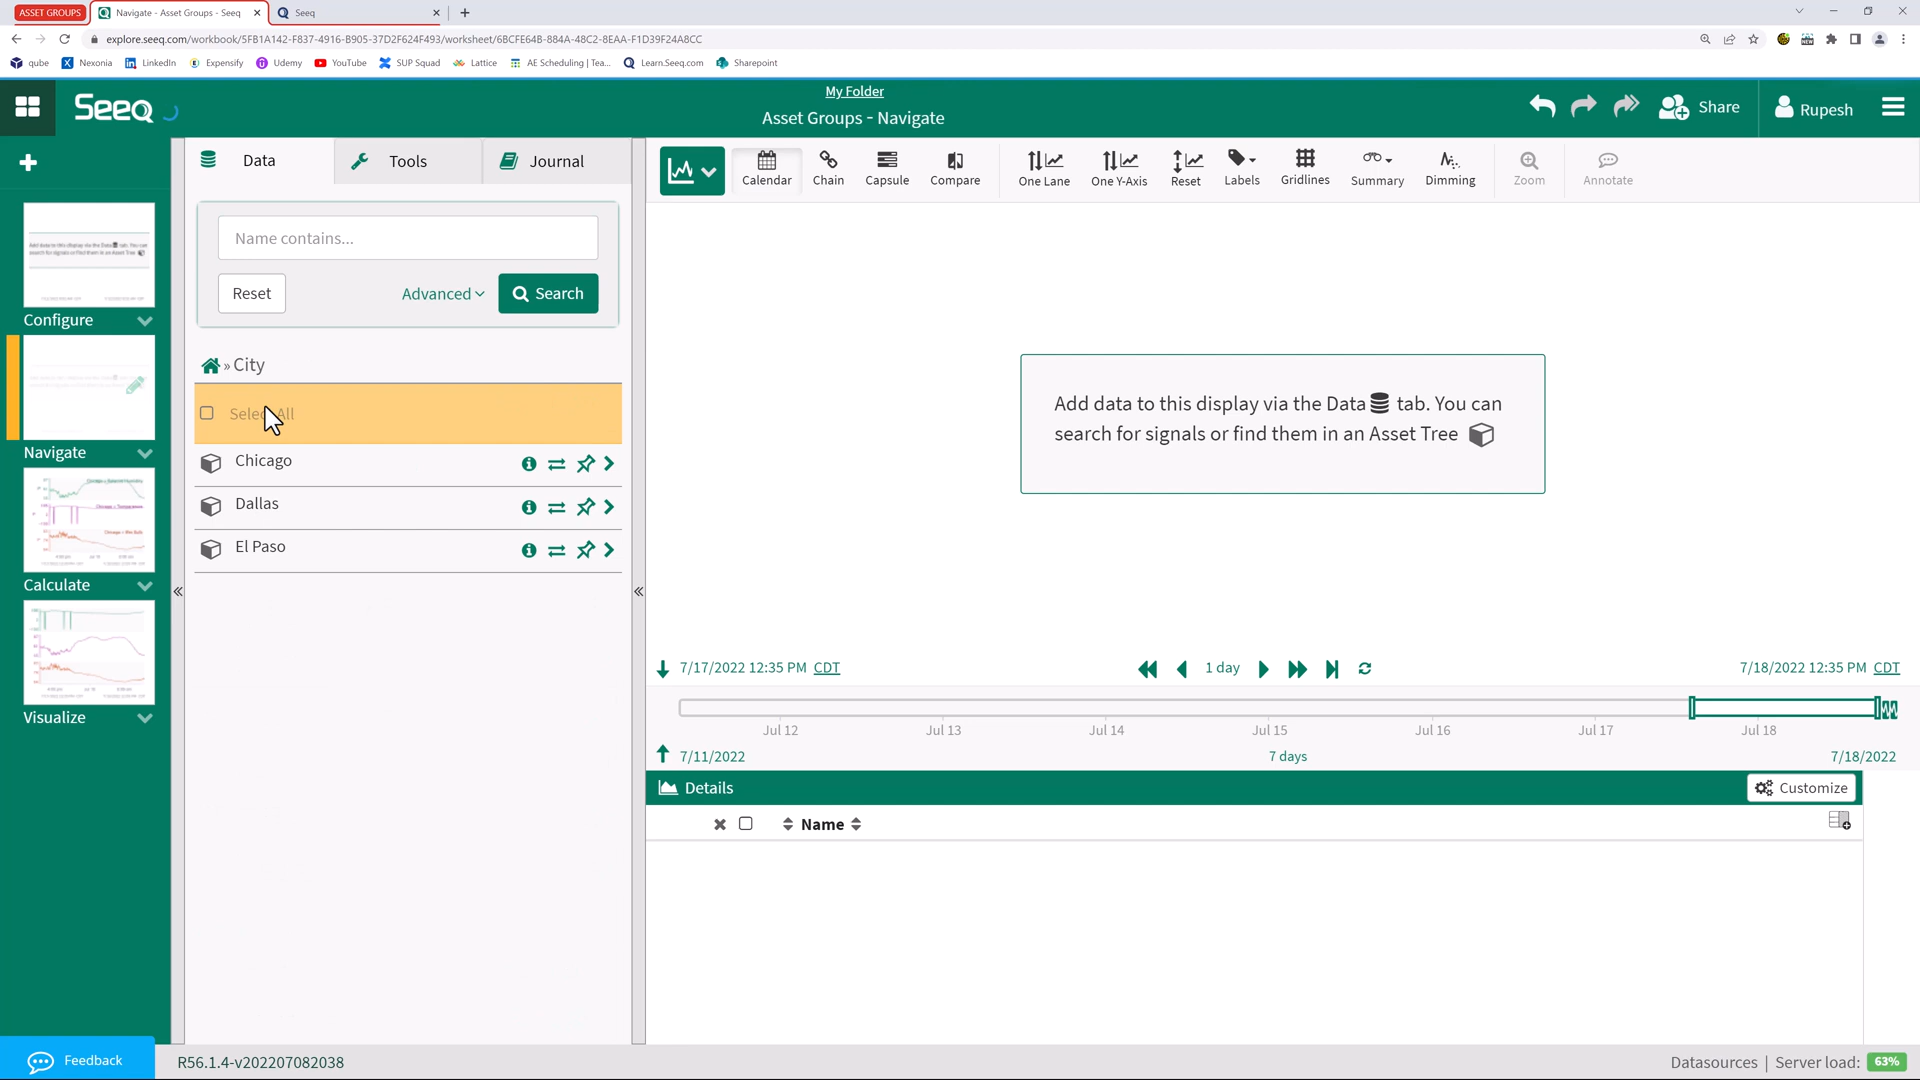 ASSET GROUPS
Navigate - Asset Groups - Seeq
Seeq
explore.seeq.com/workbook/5FB1A142-F837-4916-B905-37D2F624F493/worksheet/6BCFE64B-884A-48C2-8EAA-F1D39F24A8CC
qube
Nexonia
LinkedIn
Expensify
Udemy
YouTube
SUP Squad
Lattice
AE Scheduling | Tea...
Learn.Seeq.com
Sharepoint
Seeq
My Folder
Asset Groups - Navigate
Share
Rupesh
Data
Tools
Journal
Calendar
Chain
Capsule
Compare
One Lane
One Y-Axis
Reset
Labels
Gridlines
Summary
Dimming
Zoom
Annotate
Name contains...
Reset
Advanced
Search
» City
Select All
Chicago
Dallas
El Paso
Configure
Navigate
Calculate
Visualize
Add data to this display via the Data tab. You can
search for signals or find them in an Asset Tree
7/17/2022 12:35 PM CDT
1 day
7/18/2022 12:35 PM CDT
Jul 12
Jul 13
Jul 14
Jul 15
Jul 16
Jul 17
Jul 18
7/11/2022
7 days
7/18/2022
Details
Customize
Name
Feedback
R56.1.4-v202207082038
Datasources | Server load: 63%